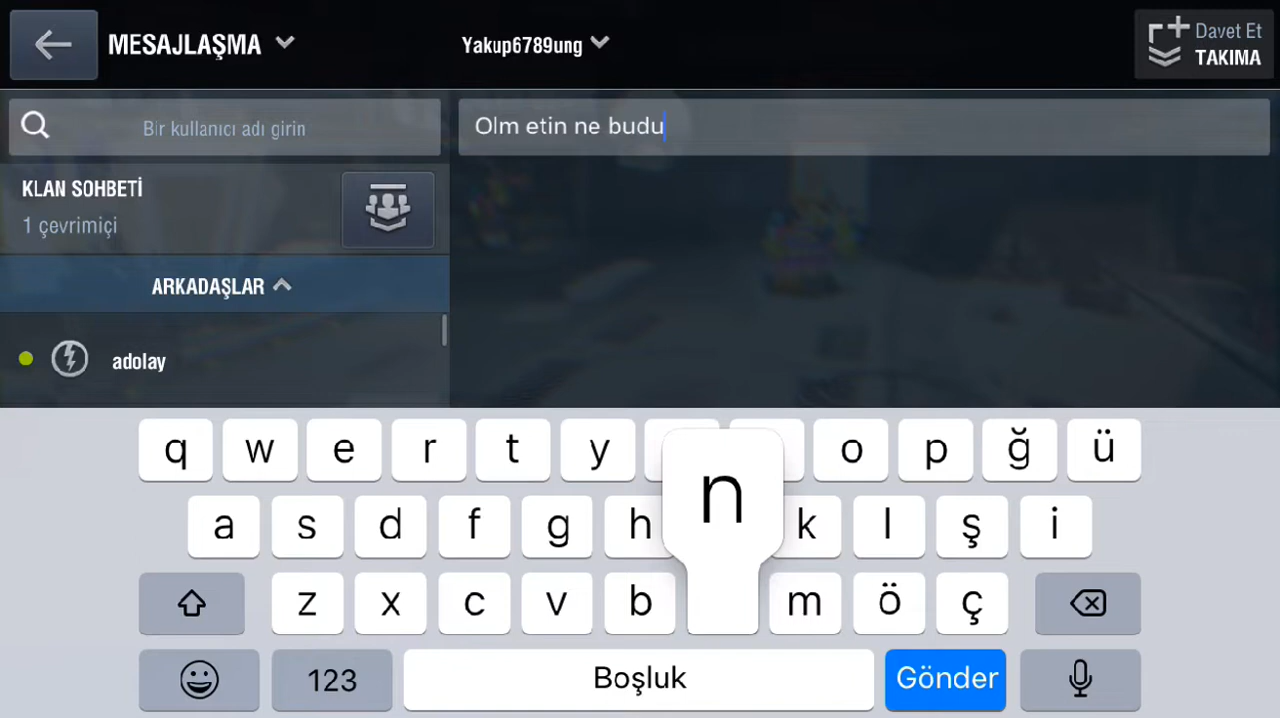 MESAJLAŞMA
Yakup6789ung
Davet Et
TAKIMA
Bir kullanıcı adı girin
Olm etin ne budu
KLAN SOHBETİ
1 çevrimiçi
ARKADAŞLAR
adolay
q w e r t y o p ğ ü
n
a s d f g h k l ş i
z x c v b m ö ç
123
Boşluk
Gönder